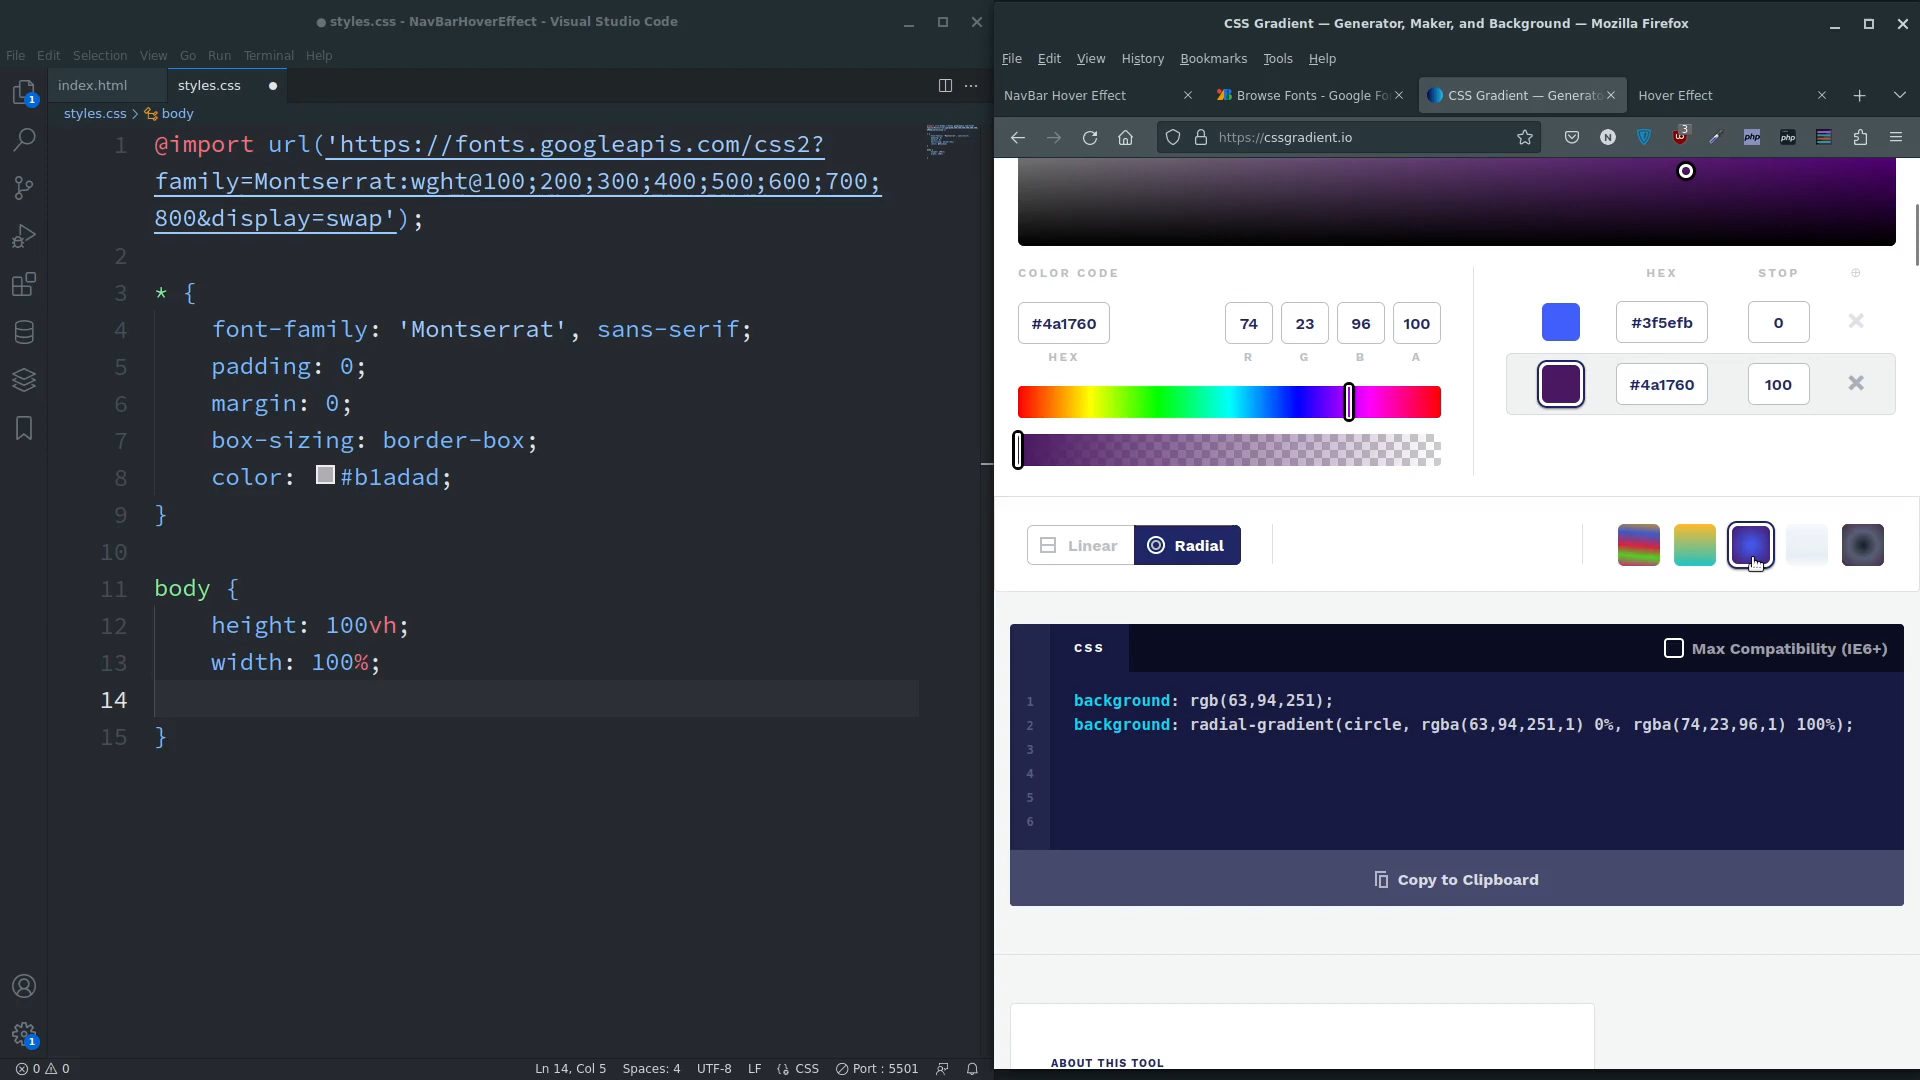 styles.css - NavBarHoverEffect - Visual Studio Code
File Edit Selection View Go Run Terminal Help
index.html
styles.css
styles.css > body
1 @import url('https://fonts.googleapis.com/css2?
family=Montserrat:wght@100;200;300;400;500;600;700;
800&display=swap');
2
3 * {
4 font-family: 'Montserrat', sans-serif;
5 padding: 0;
6 margin: 0;
7 box-sizing: border-box;
8 color: #b1adad;
9 }
10
11 body {
12 height: 100vh;
13 width: 100%;
14
15 }
1
1
0 0
Ln 14, Col 5 Spaces: 4 UTF-8 LF CSS Port : 5501
CSS Gradient — Generator, Maker, and Background — Mozilla Firefox
File Edit View History Bookmarks Tools Help
NavBar Hover Effect
Browse Fonts - Google Fo
CSS Gradient — Generato
Hover Effect
https://cssgradient.io
3
N
php
php
COLOR CODE
#4a1760 74 23 96 100
HEX R G B A
HEX STOP
#3f5efb 0
#4a1760 100
Linear
Radial
CSS
Max Compatibility (IE6+)
1 background: rgb(63,94,251);
2 background: radial-gradient(circle, rgba(63,94,251,1) 0%, rgba(74,23,96,1) 100%);
3
4
5
6
Copy to Clipboard
ABOUT THIS TOOL